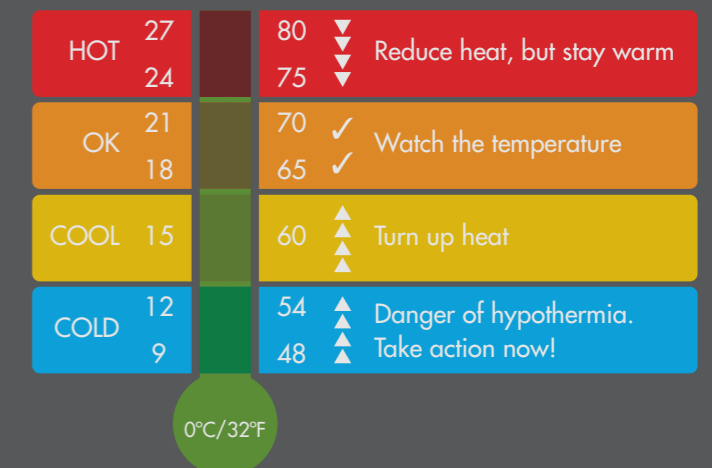 HOT 27 80 Reduce heat, but stay warm
24 75
OK 21 70 ✓ Watch the temperature
18 65 ✓
COOL 15 60 Turn up heat
COLD 12 54 Danger of hypothermia.
9 48 Take action now!
0°C/32°F